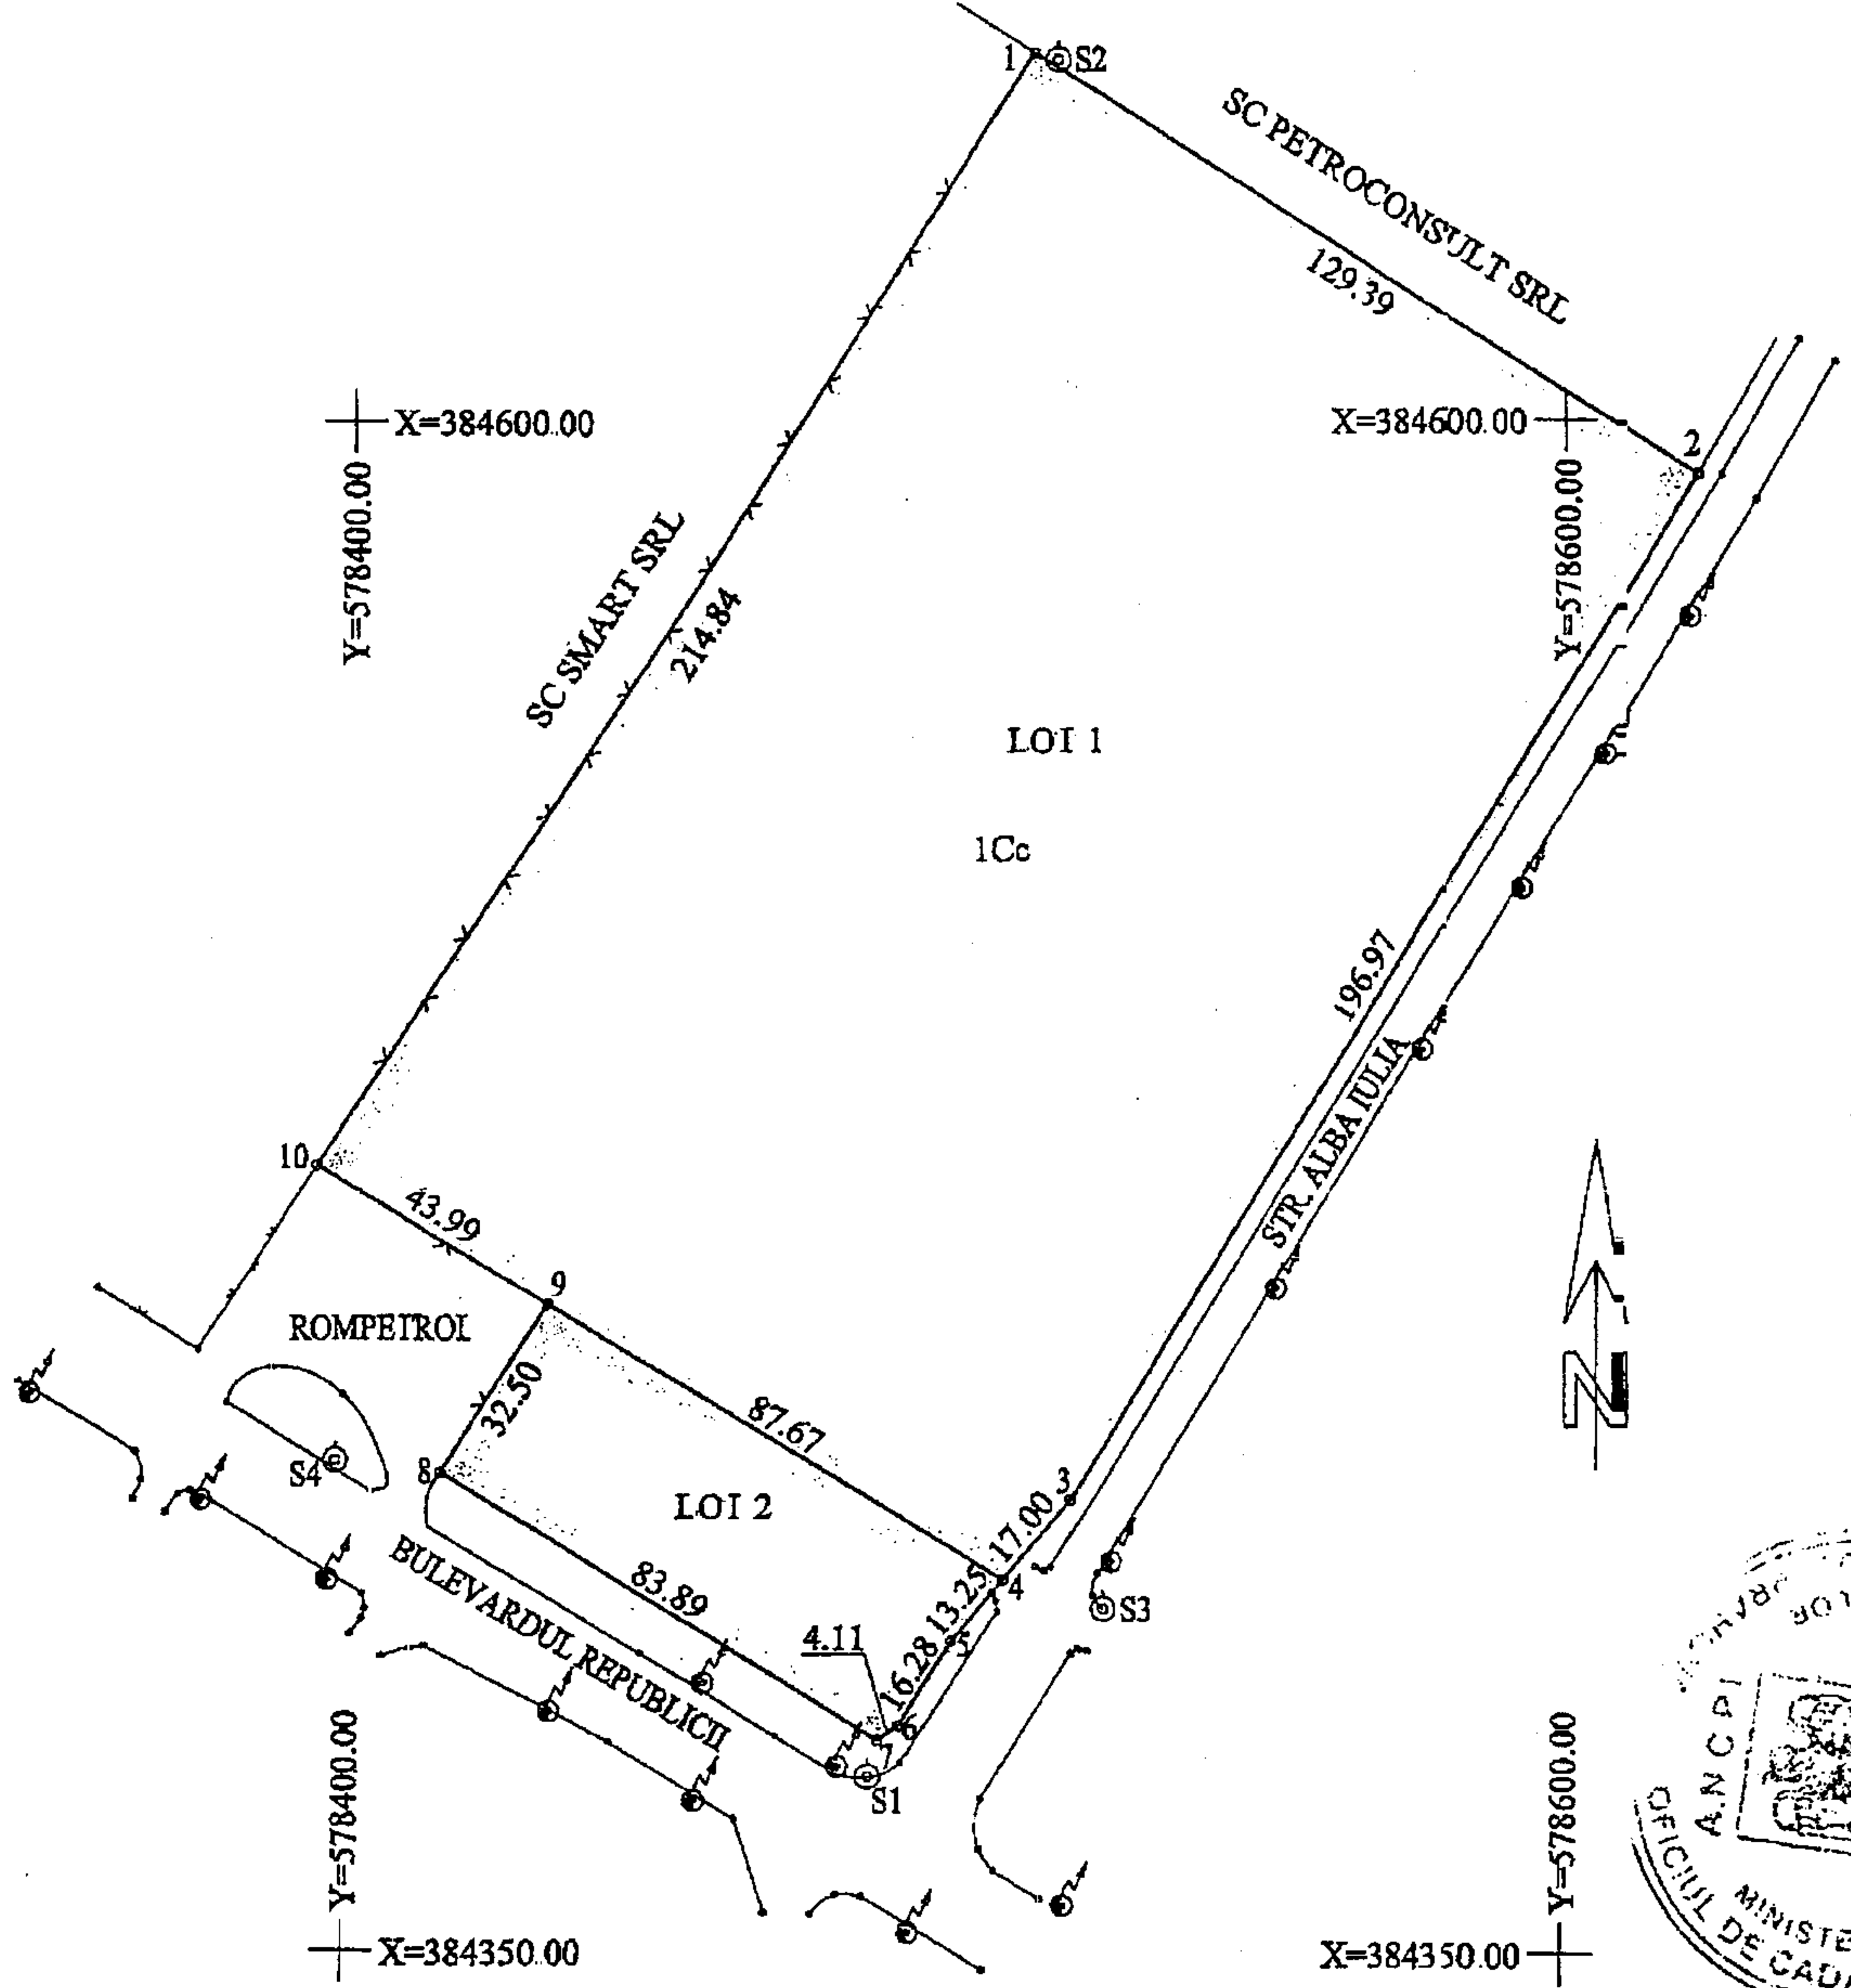 1
S2
SC PETROCONSULT SRL
129.39
X=384600.00
X=384600.00
2
Y=578400.00
Y=578600.00
SC SMART SRL
214.84
LOT 1
1Cc
196.97
STR. ALBA IULIA
10
43.99
9
ROMPETROL
32.50
87.67
N
S4
8
LOT 2
3
17.00
BULEVARDUL REPUBLICII
83.89
13.25
4
S3
4.11
16.28
5
6
7
S1
Y=578400.00
Y=578600.00
X=384350.00
X=384350.00
A.N.C.P.I
OFICIUL DE CADA
MINISTE